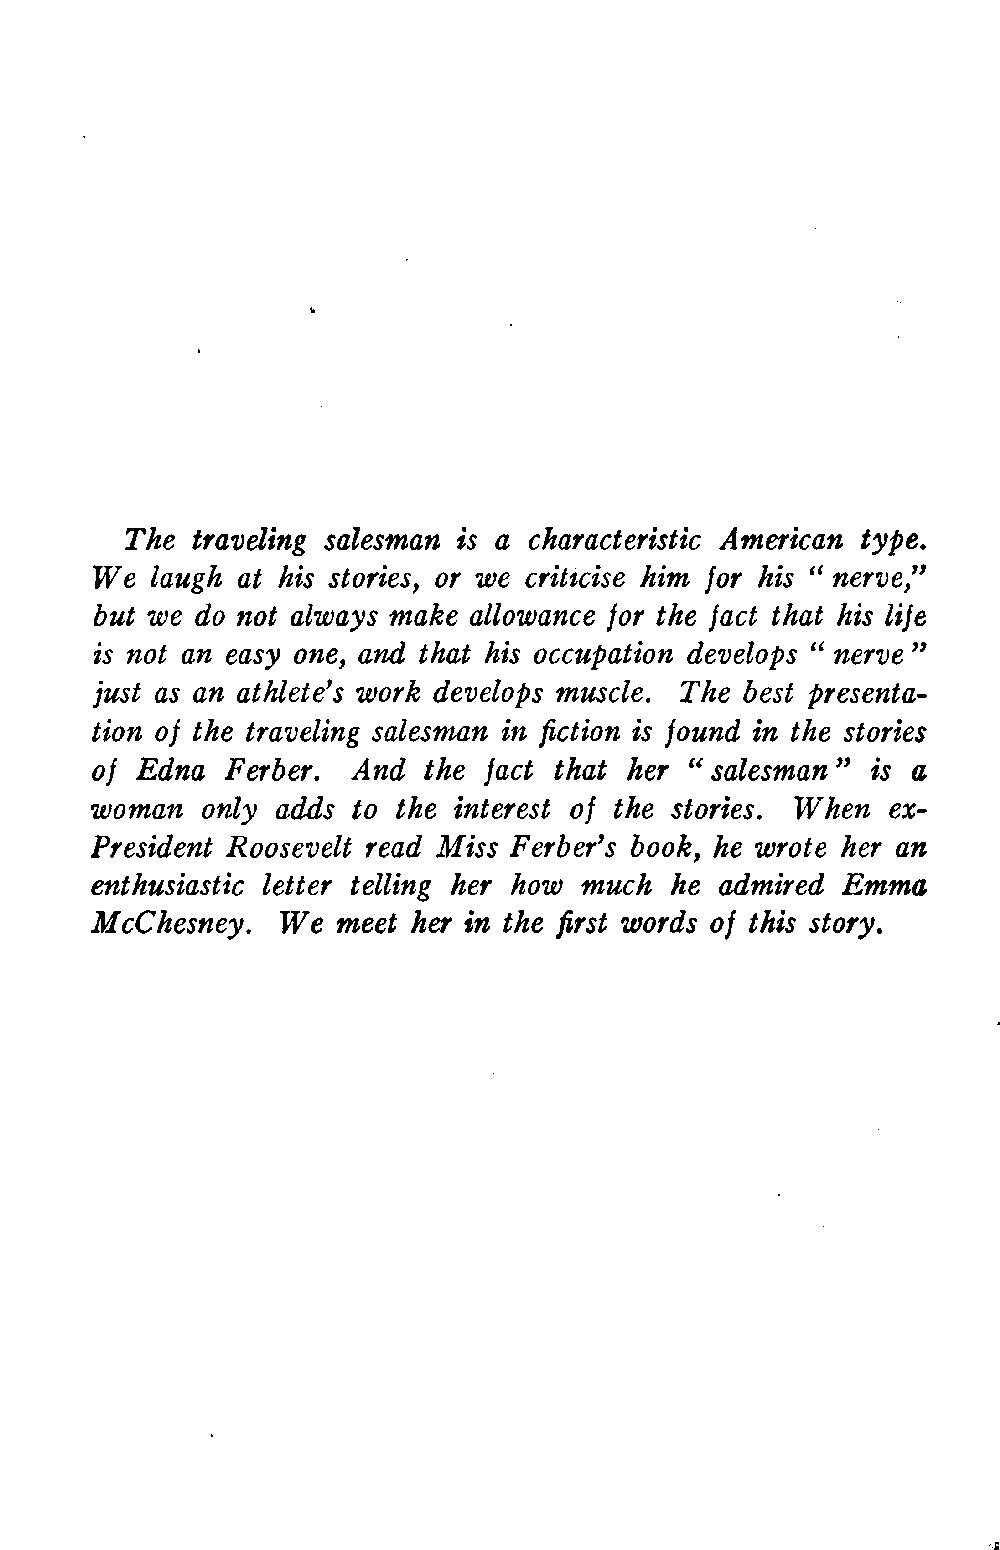 The traveling salesman is a characteristic American type.
We laugh at his stories, or we criticise him for his “ nerve,”
but we do not always make allowance for the fact that his life
is not an easy one, and that his occupation develops “ nerve ”
just as an athlete’s work develops muscle. The best presenta-
tion of the traveling salesman in fiction is found in the stories
of Edna Ferber. And the fact that her “ salesman ” is a
woman only adds to the interest of the stories. When ex-
President Roosevelt read Miss Ferber’s book, he wrote her an
enthusiastic letter telling her how much he admired Emma
McChesney. We meet her in the first words of this story.